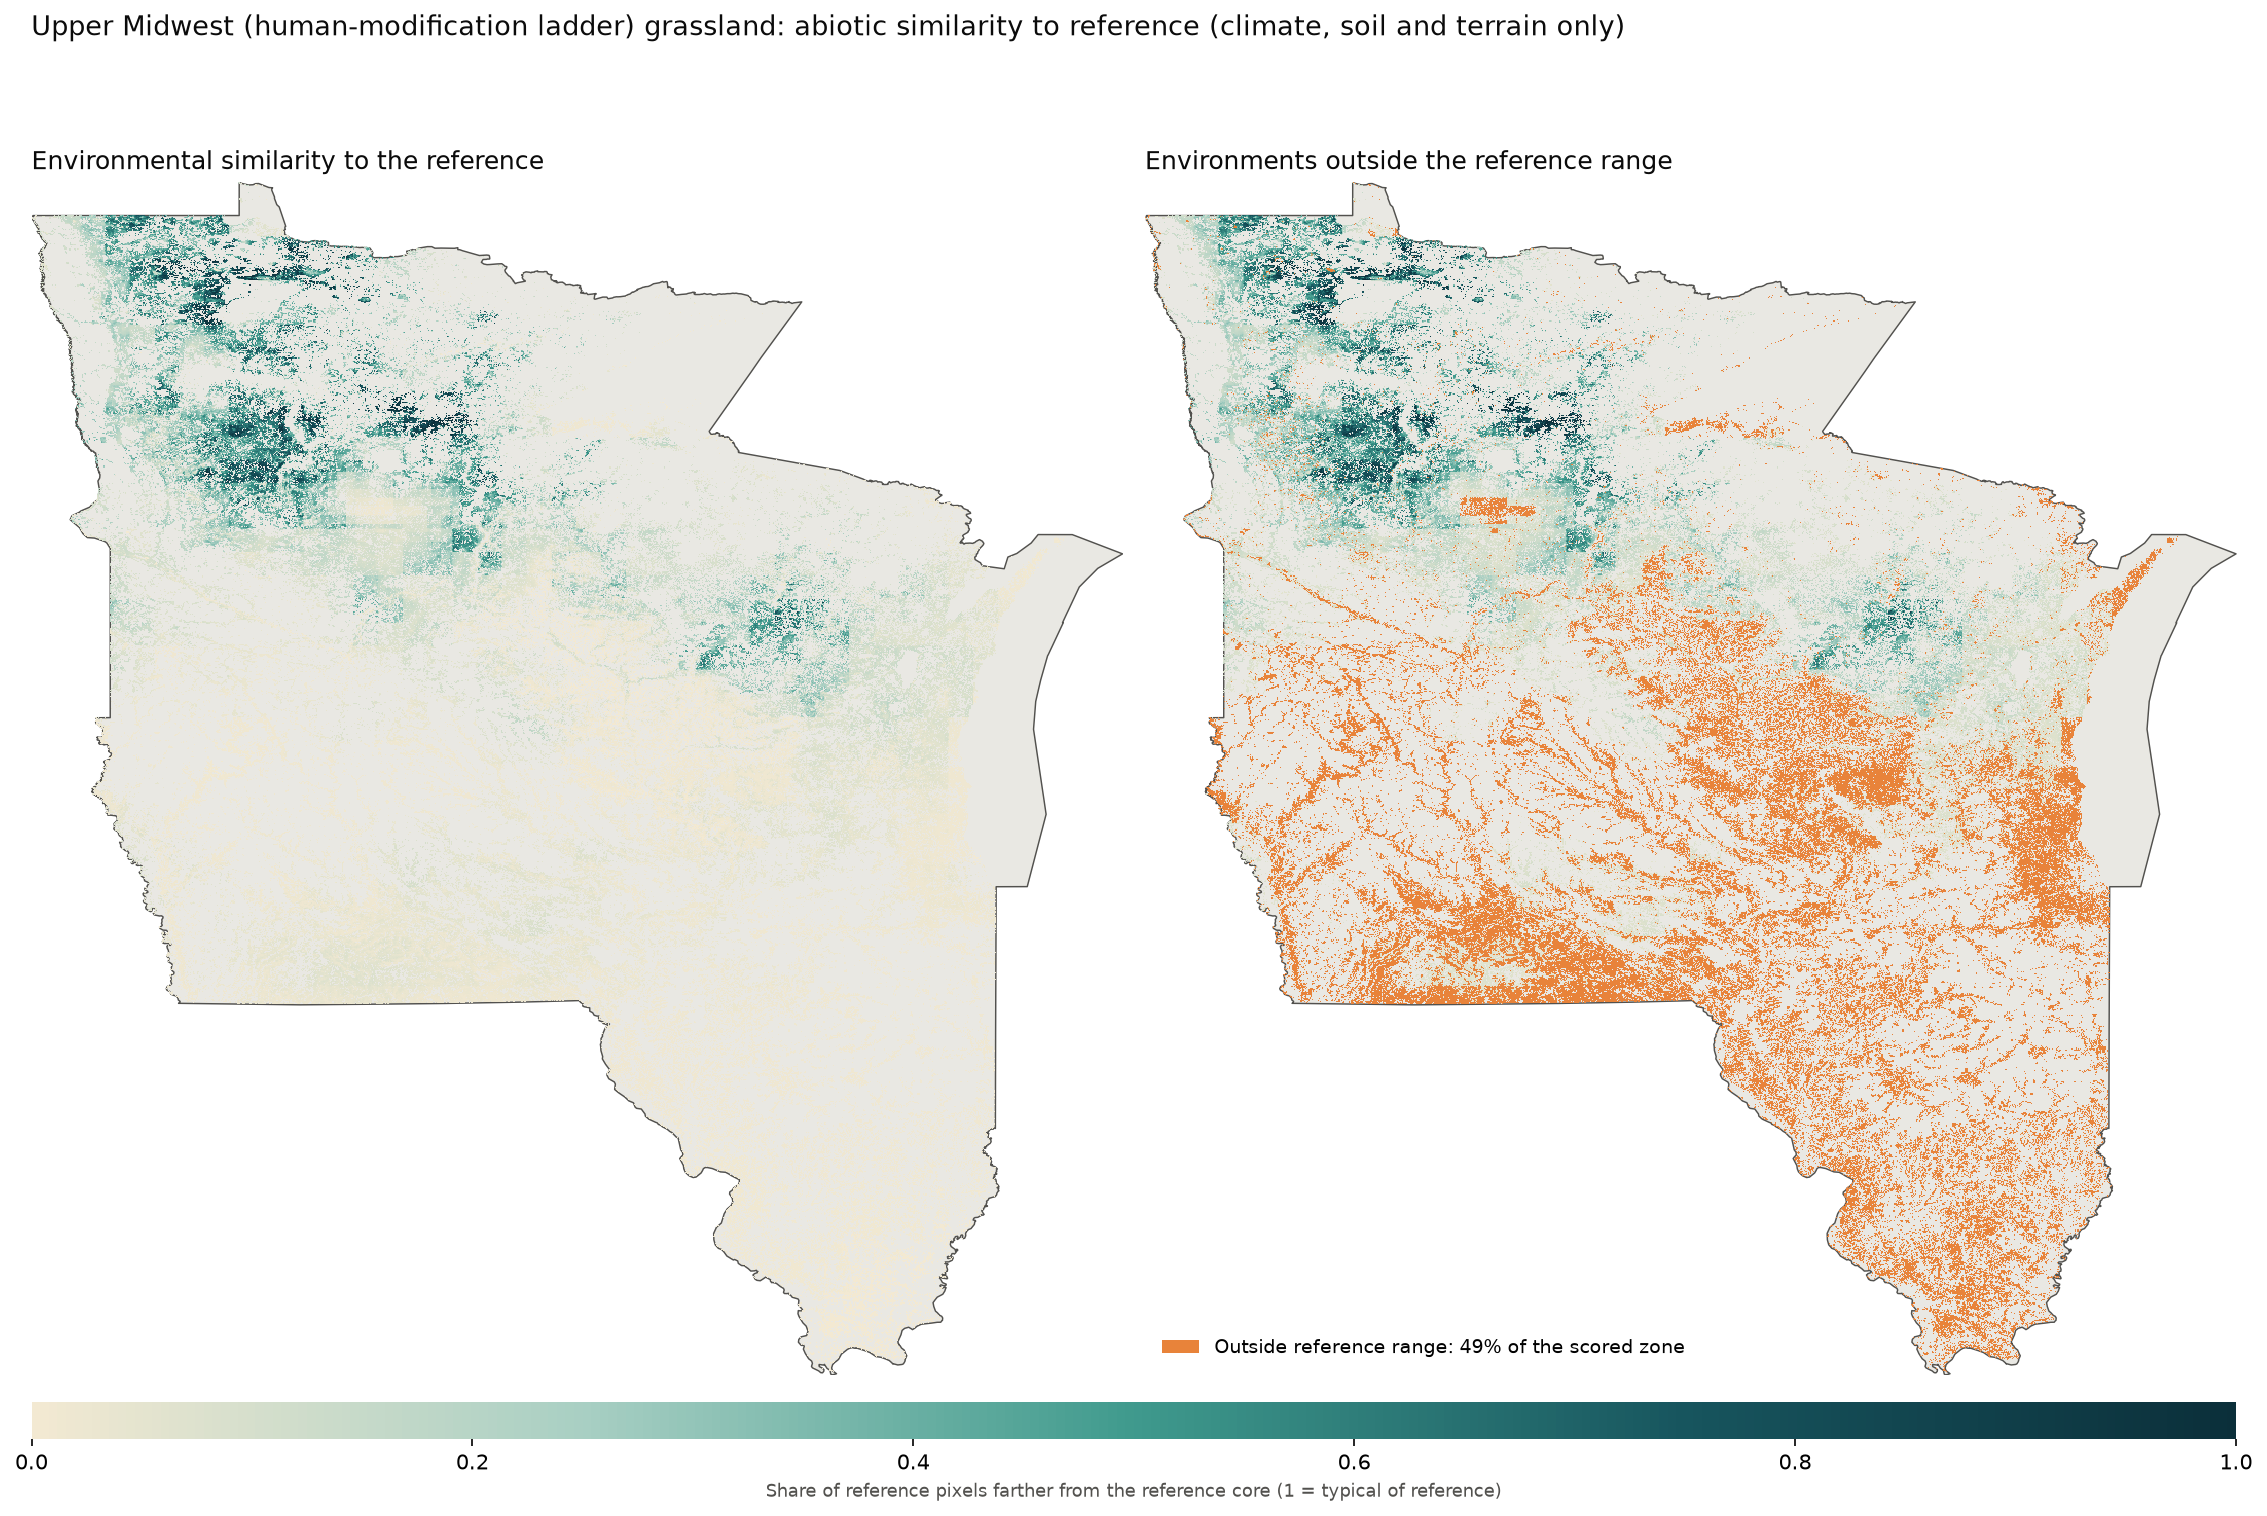 Upper Midwest (human-modification ladder) grassland: abiotic similarity to reference (climate, soil and terrain only)
Environmental similarity to the reference
Environments outside the reference range
Outside reference range: 49% of the scored zone
0.0 0.2 0.4 0.6 0.8 1.0
Share of reference pixels farther from the reference core (1 = typical of reference)